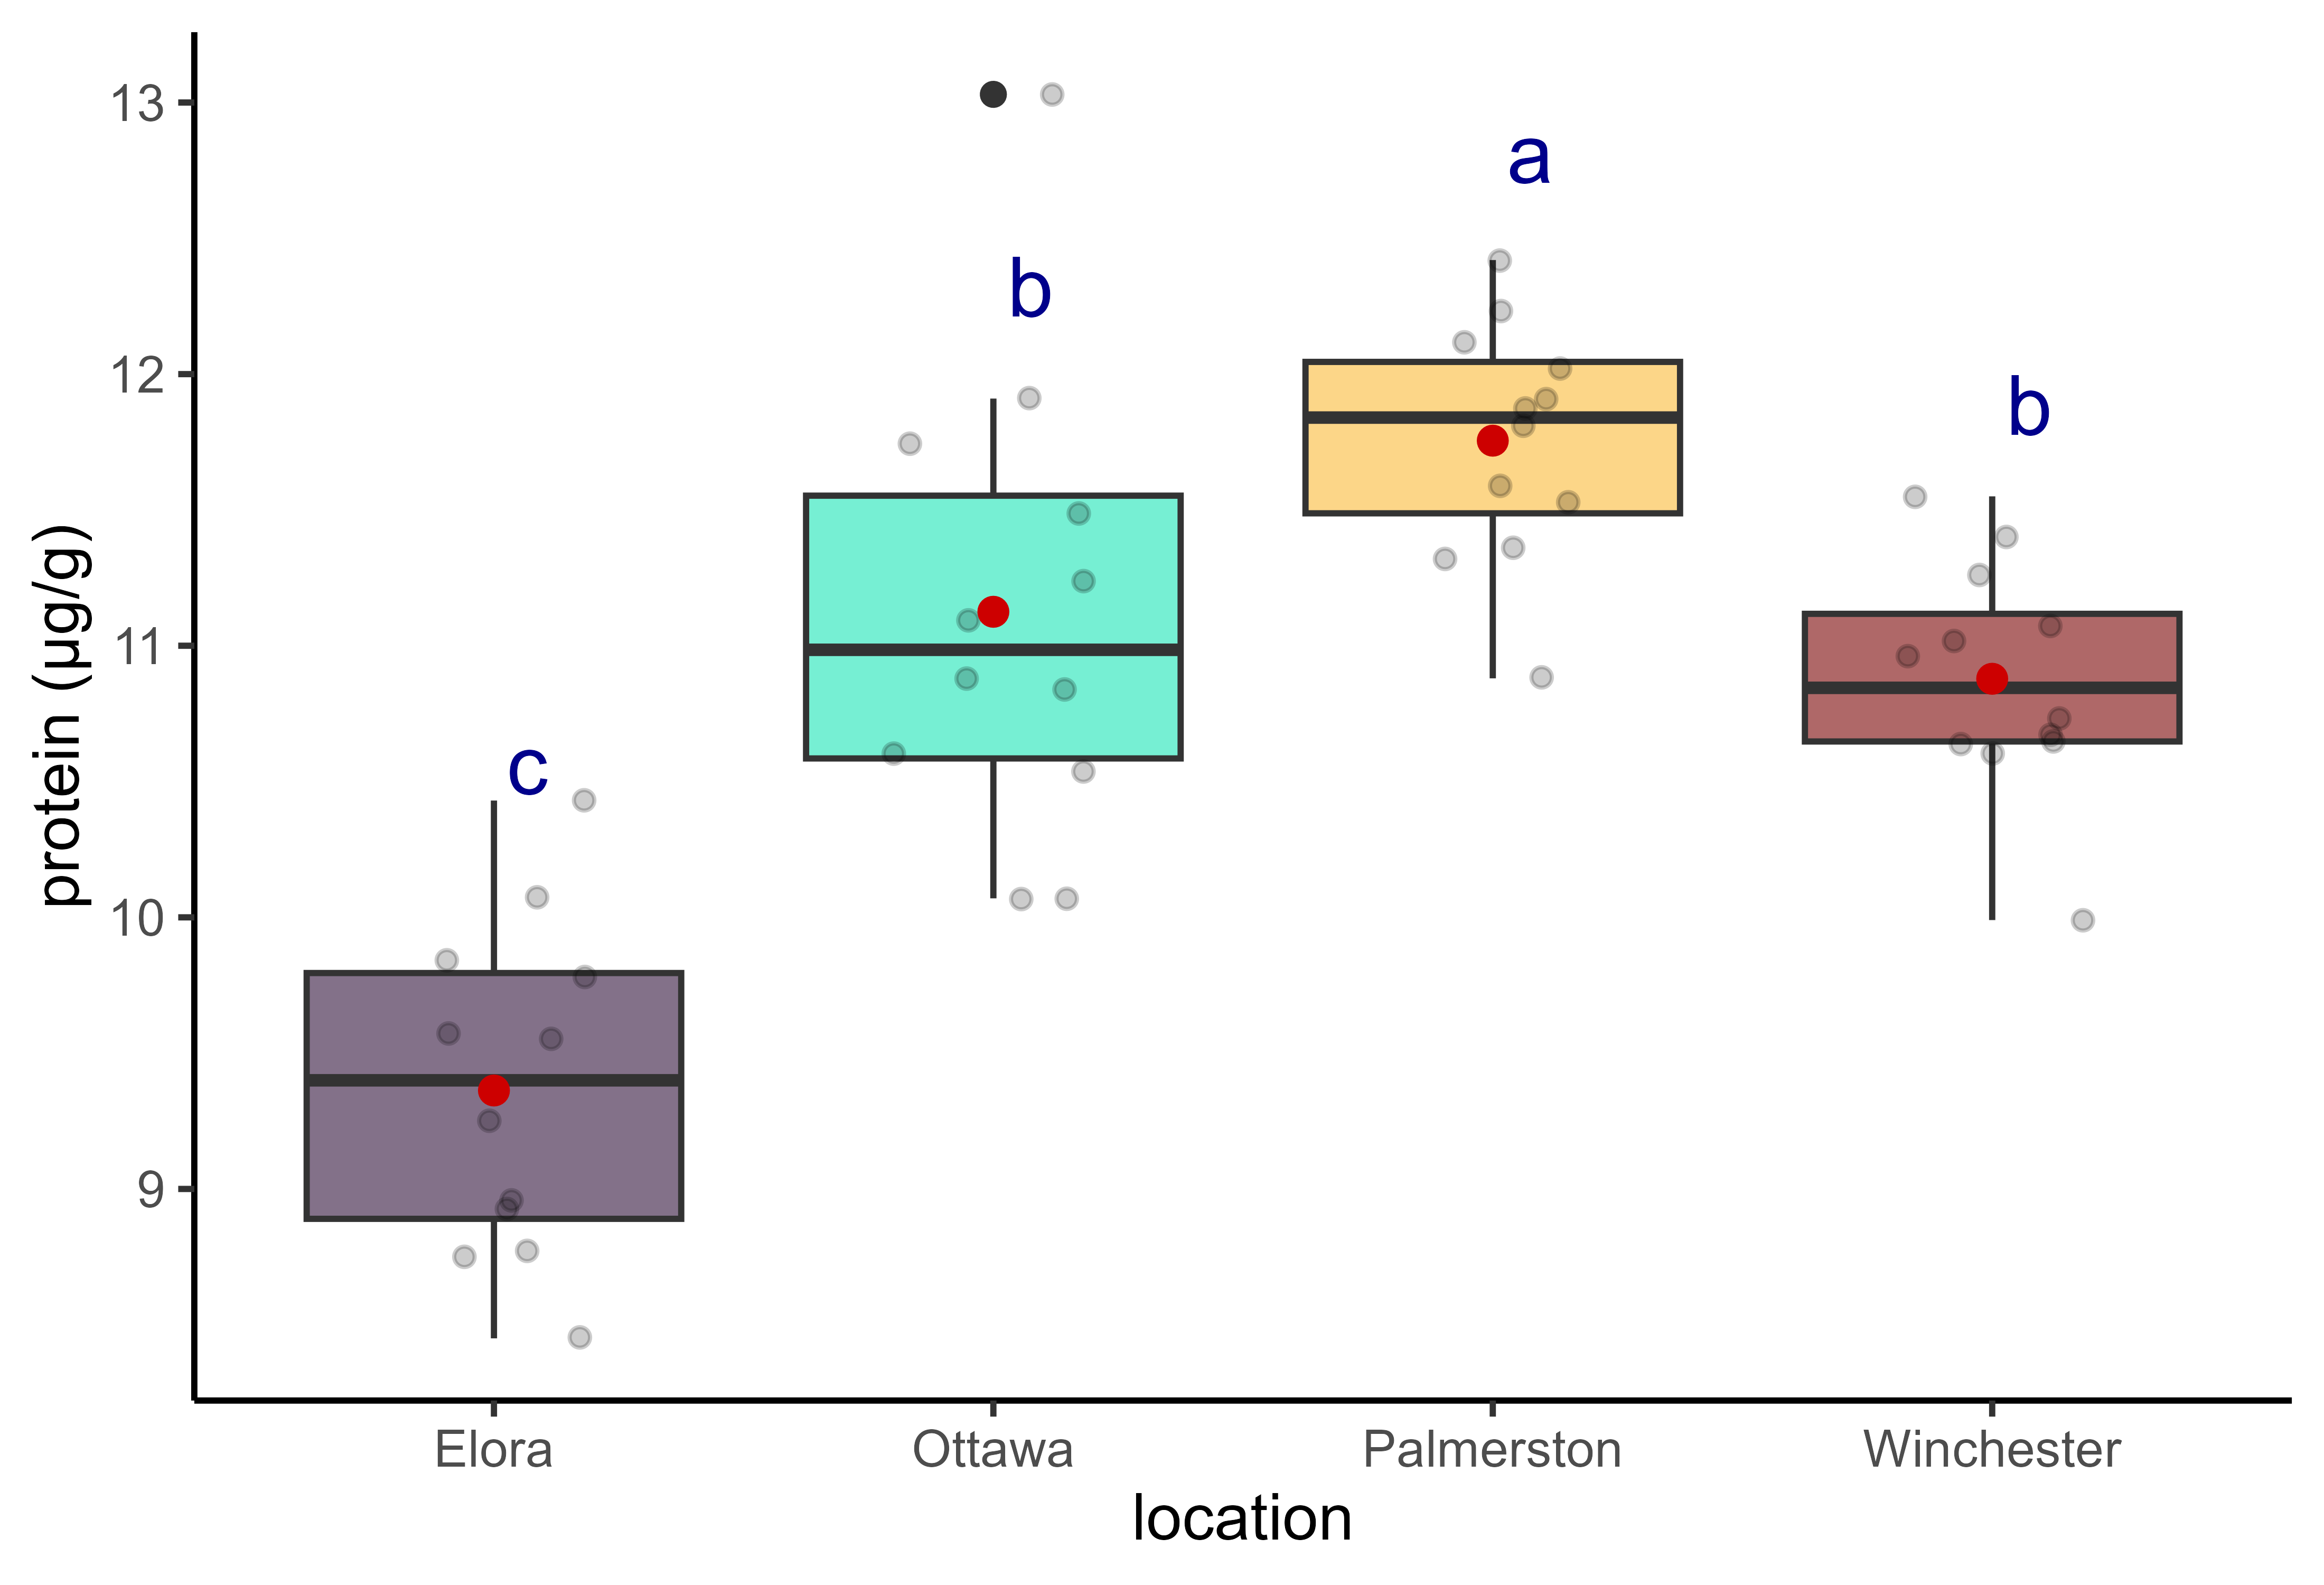 protein (µg/g)
13
12
11
10
9
a
b
b
c
Elora
Ottawa
Palmerston
Winchester
location